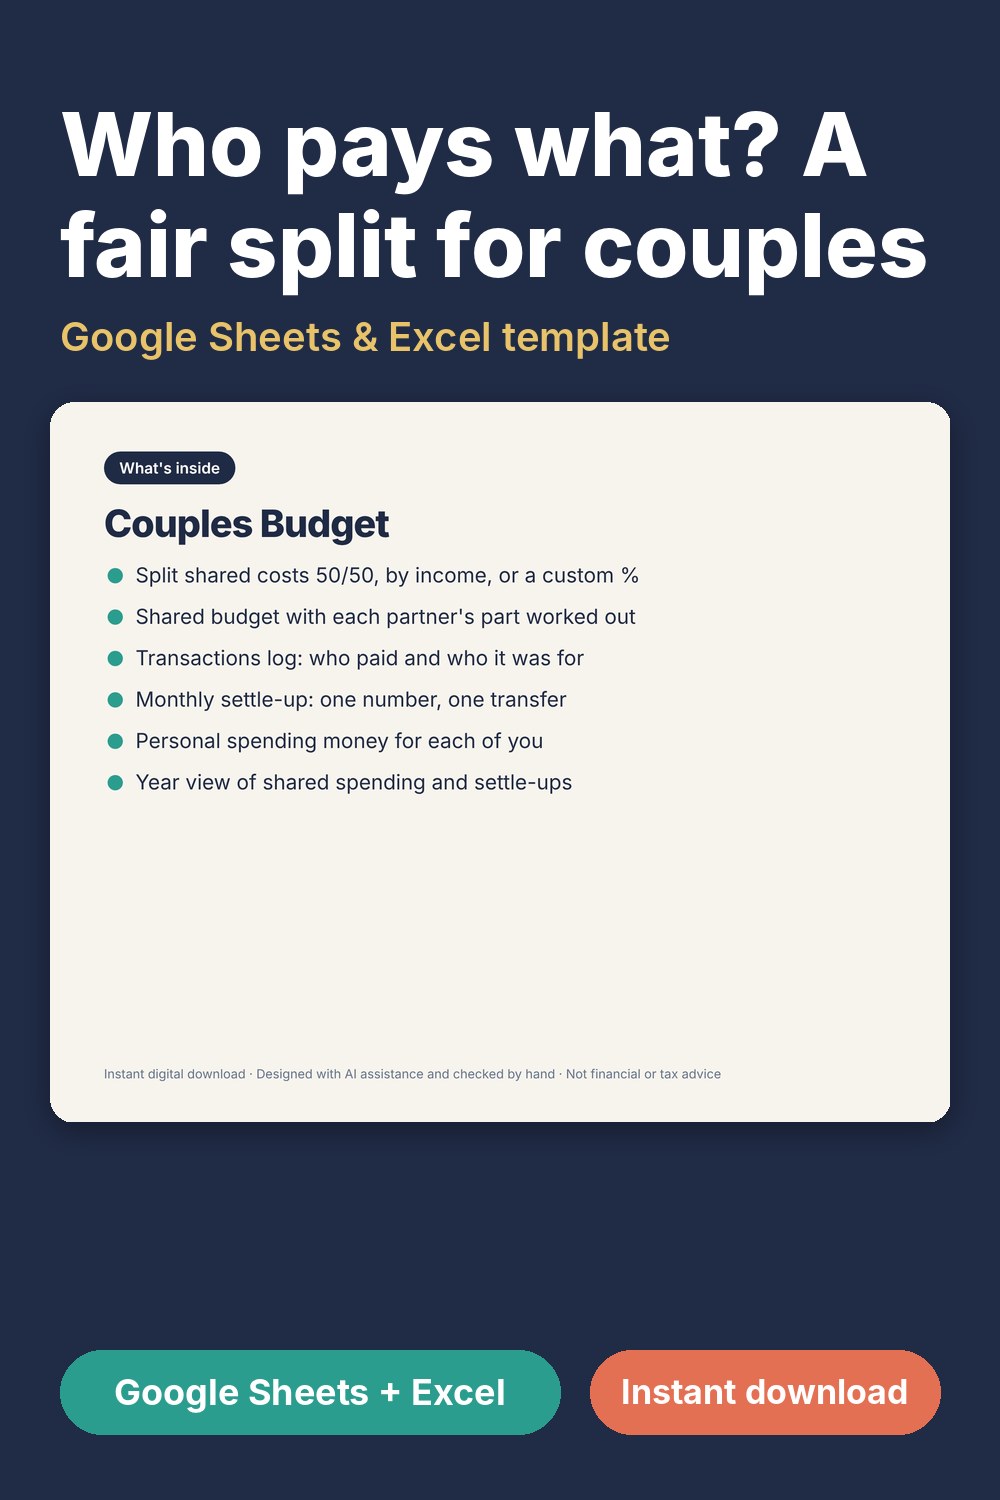 Who pays what? A
fair split for couples
Google Sheets & Excel template
What's inside
Couples Budget
Split shared costs 50/50, by income, or a custom %
Shared budget with each partner's part worked out
Transactions log: who paid and who it was for
Monthly settle-up: one number, one transfer
Personal spending money for each of you
Year view of shared spending and settle-ups
Instant digital download · Designed with AI assistance and checked by hand · Not financial or tax advice
Google Sheets + Excel
Instant download